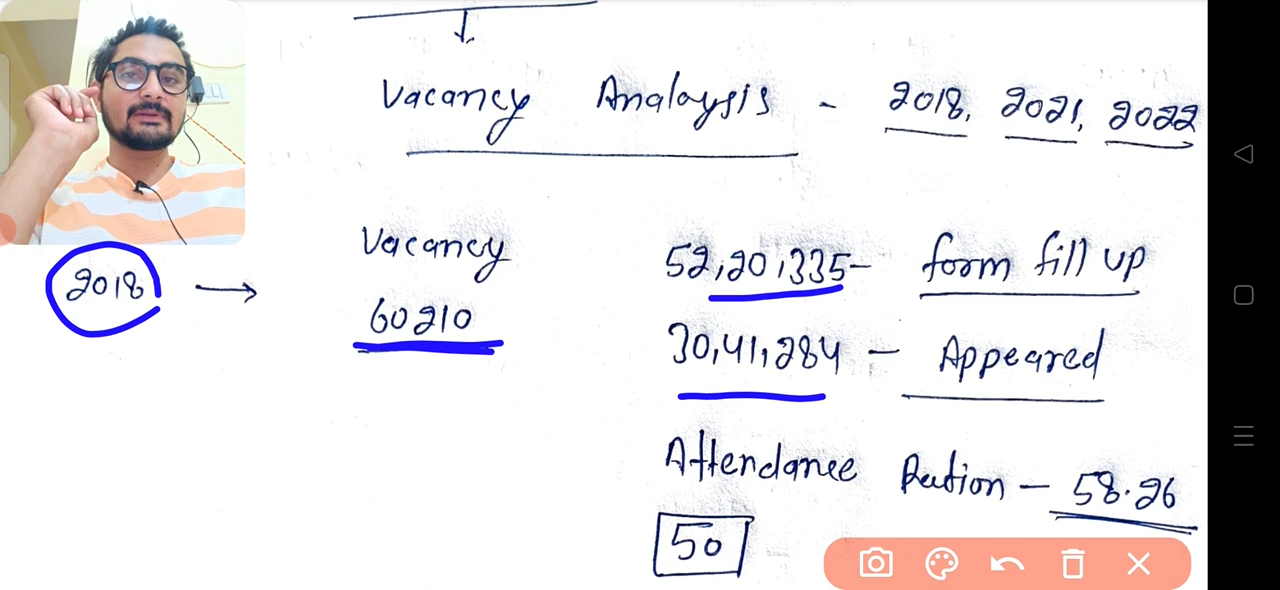 Vacancy Analaysis - 2018, 2021, 2022
2018 → Vacancy
60210
52,20,335 - form fill up
30,41,284 - Appeared
Attendance Ration - 58.26
50